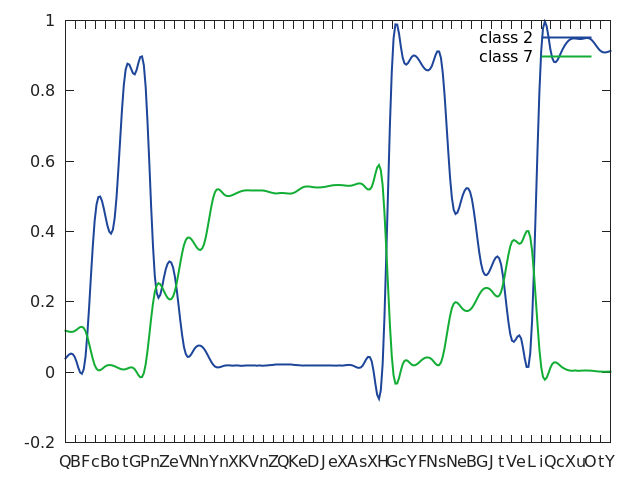 1
0.8
0.6
0.4
0.2
0
-0.2
class 2
class 7
QBFcBotGPnZeVNnYnXKVnZQKeDJeXAsXHGcYFNsNeBGJtVeLiQcXuOtY